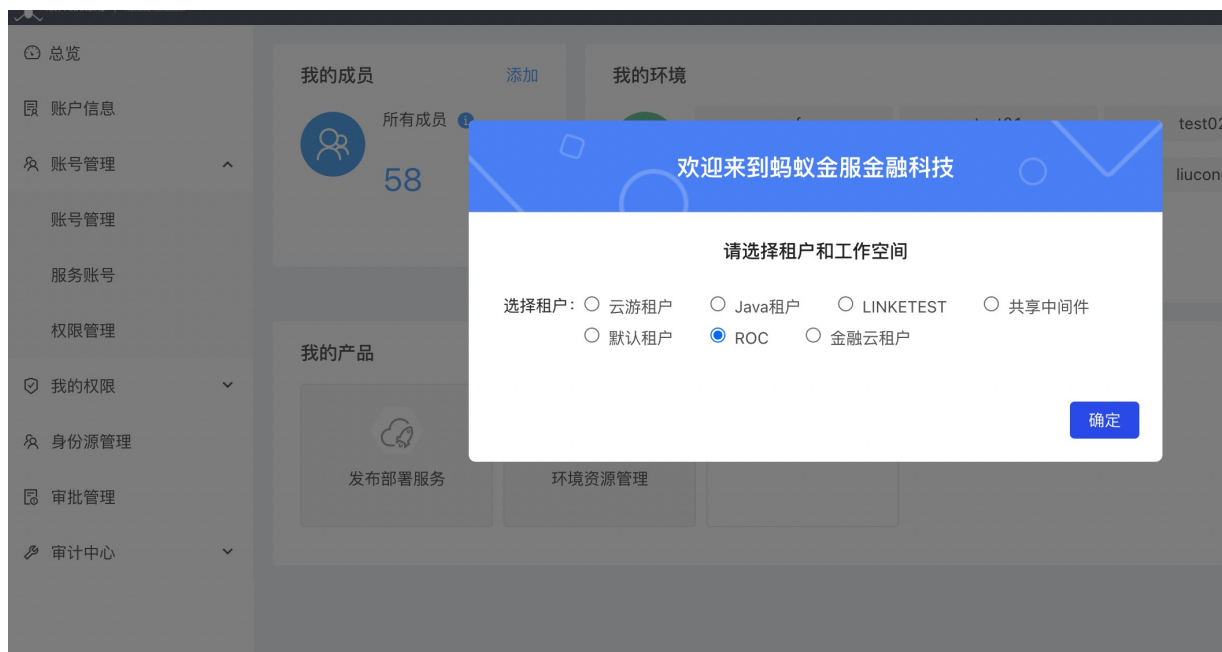 总览
账户信息
账号管理
账号管理
服务账号
权限管理
我的权限
身份源管理
审批管理
审计中心
我的成员 添加
所有成员
58
我的环境
test02
liucon
欢迎来到蚂蚁金服金融科技
请选择租户和工作空间
选择租户: 云游租户 Java租户 LINKETEST 共享中间件
默认租户 ROC 金融云租户
确定
我的产品
发布部署服务
环境资源管理